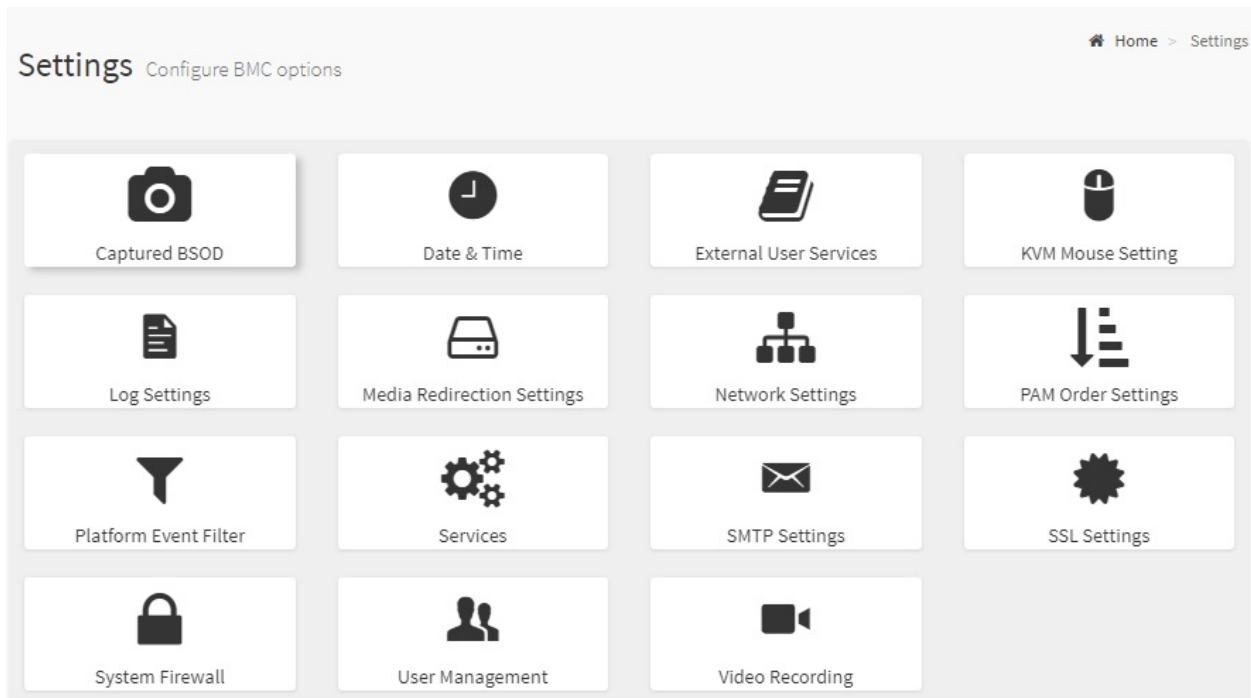 Home > Settings
Settings Configure BMC options
Captured BSOD
Date & Time
External User Services
KVM Mouse Setting
Log Settings
Media Redirection Settings
Network Settings
PAM Order Settings
Platform Event Filter
Services
SMTP Settings
SSL Settings
System Firewall
User Management
Video Recording